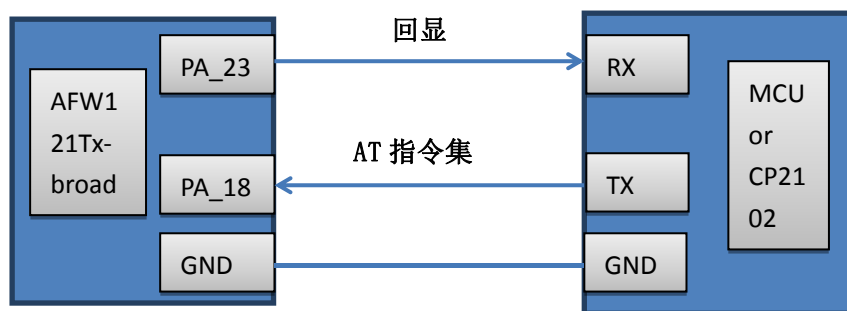 回显
PA_23
RX
AFW1
21Tx-
broad
MCU
or
CP21
02
AT 指令集
PA_18
TX
GND
GND